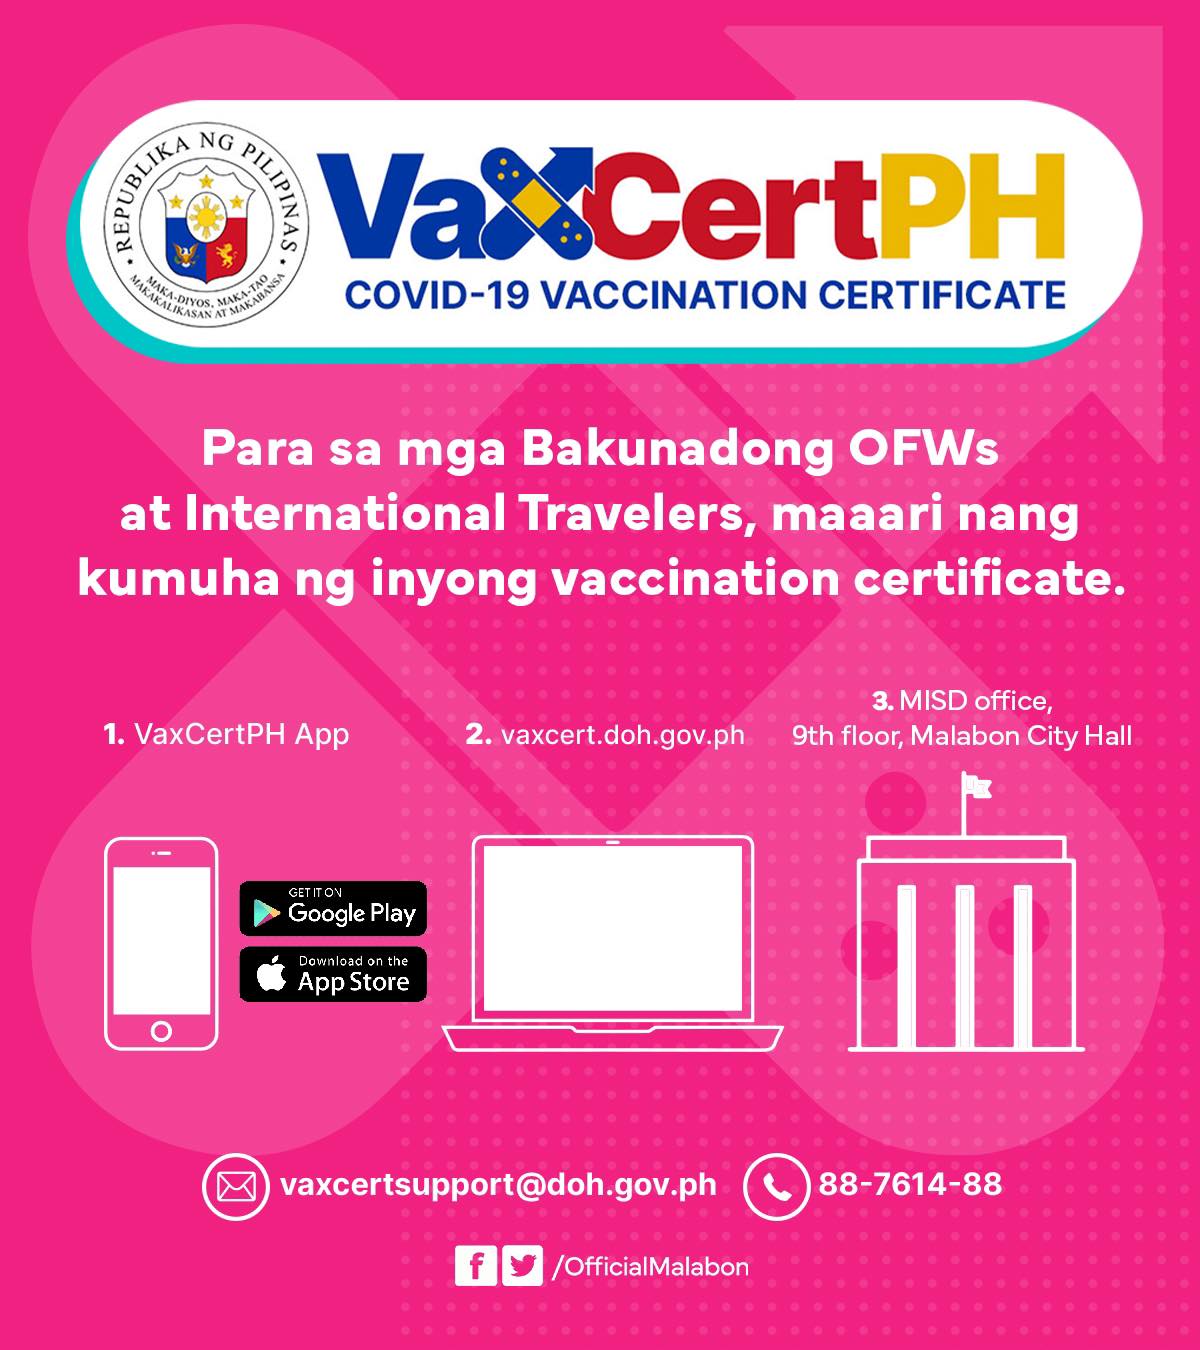 REPUBLIKA NG PILIPINAS
MAKA-DIYOS, MAKA-TAO
MAKAKALIKASAN AT MAKABANSA
VaxCertPH
COVID-19 VACCINATION CERTIFICATE
Para sa mga Bakunadong OFWs
at International Travelers, maaari nang
kumuha ng inyong vaccination certificate.
1. VaxCertPH App
GET IT ON
Google Play
Download on the
App Store
2. vaxcert.doh.gov.ph
3. MISD office,
9th floor, Malabon City Hall
vaxcertsupport@doh.gov.ph
88-7614-88
/OfficialMalabon